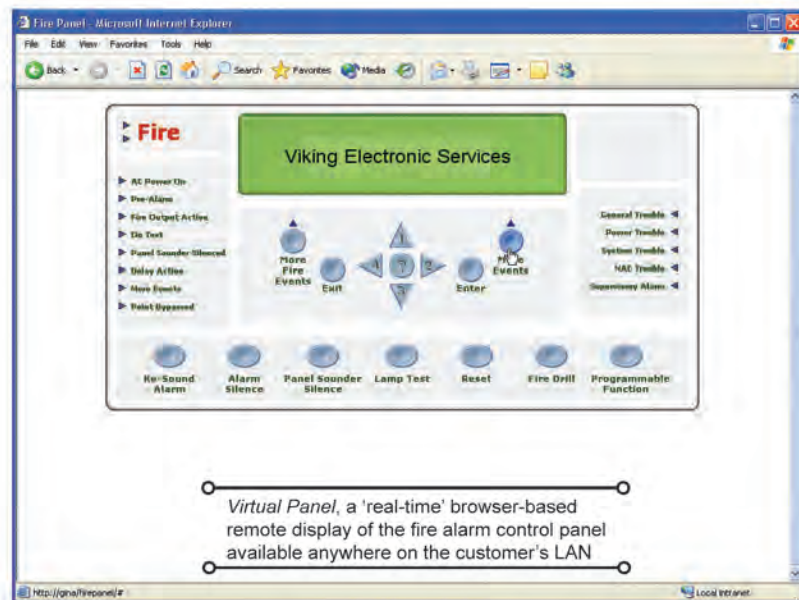 Fire Panel - Microsoft Internet Explorer
File Edit View Favorites Tools Help
Back Search Favorites Media
Fire
Viking Electronic Services
AC Power On
Pre-Alarm
Fire Output Active
On Test
Panel Sounder Silenced
Delay Active
More Events
Point Bypassed
More
Fire
Events
Exit
1
4 ? 2
3
Enter
More
Events
General Trouble
Power Trouble
System Trouble
NAC Trouble
Supervisory Alarm
Re-Sound
Alarm
Alarm
Silence
Panel Sounder
Silence
Lamp Test
Reset
Fire Drill
Programmable
Function
Virtual Panel, a ‘real-time’ browser-based
remote display of the fire alarm control panel
available anywhere on the customer’s LAN
http://gina/firepanel/# Local intranet